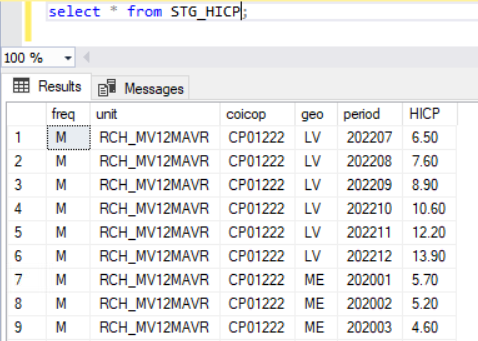 select * from STG_HICP;
100 %
Results Messages
freq unit coicop geo period HICP
1 M RCH_MV12MAVR CP01222 LV 202207 6.50
2 M RCH_MV12MAVR CP01222 LV 202208 7.60
3 M RCH_MV12MAVR CP01222 LV 202209 8.90
4 M RCH_MV12MAVR CP01222 LV 202210 10.60
5 M RCH_MV12MAVR CP01222 LV 202211 12.20
6 M RCH_MV12MAVR CP01222 LV 202212 13.90
7 M RCH_MV12MAVR CP01222 ME 202001 5.70
8 M RCH_MV12MAVR CP01222 ME 202002 5.20
9 M RCH_MV12MAVR CP01222 ME 202003 4.60